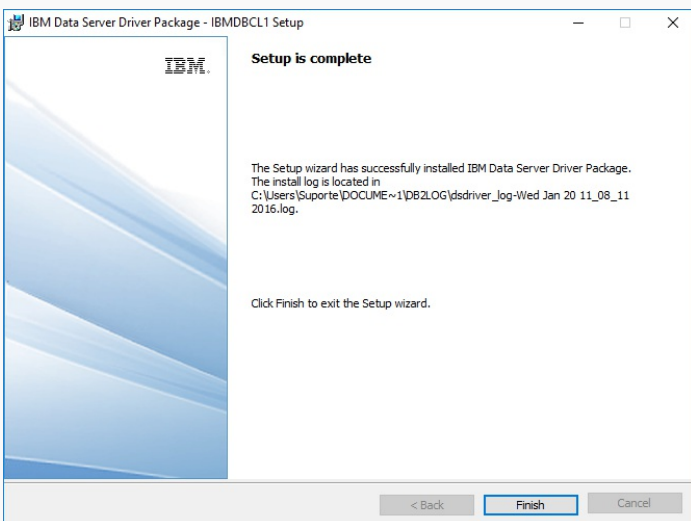 IBM Data Server Driver Package - IBMDBCL1 Setup
IBM.
Setup is complete
The Setup wizard has successfully installed IBM Data Server Driver Package.
The install log is located in
C:\Users\Suporte\DOCUME~1\DB2LOG\dsdriver_log-Wed Jan 20 11_08_11
2016.log.
Click Finish to exit the Setup wizard.
< Back
Finish
Cancel